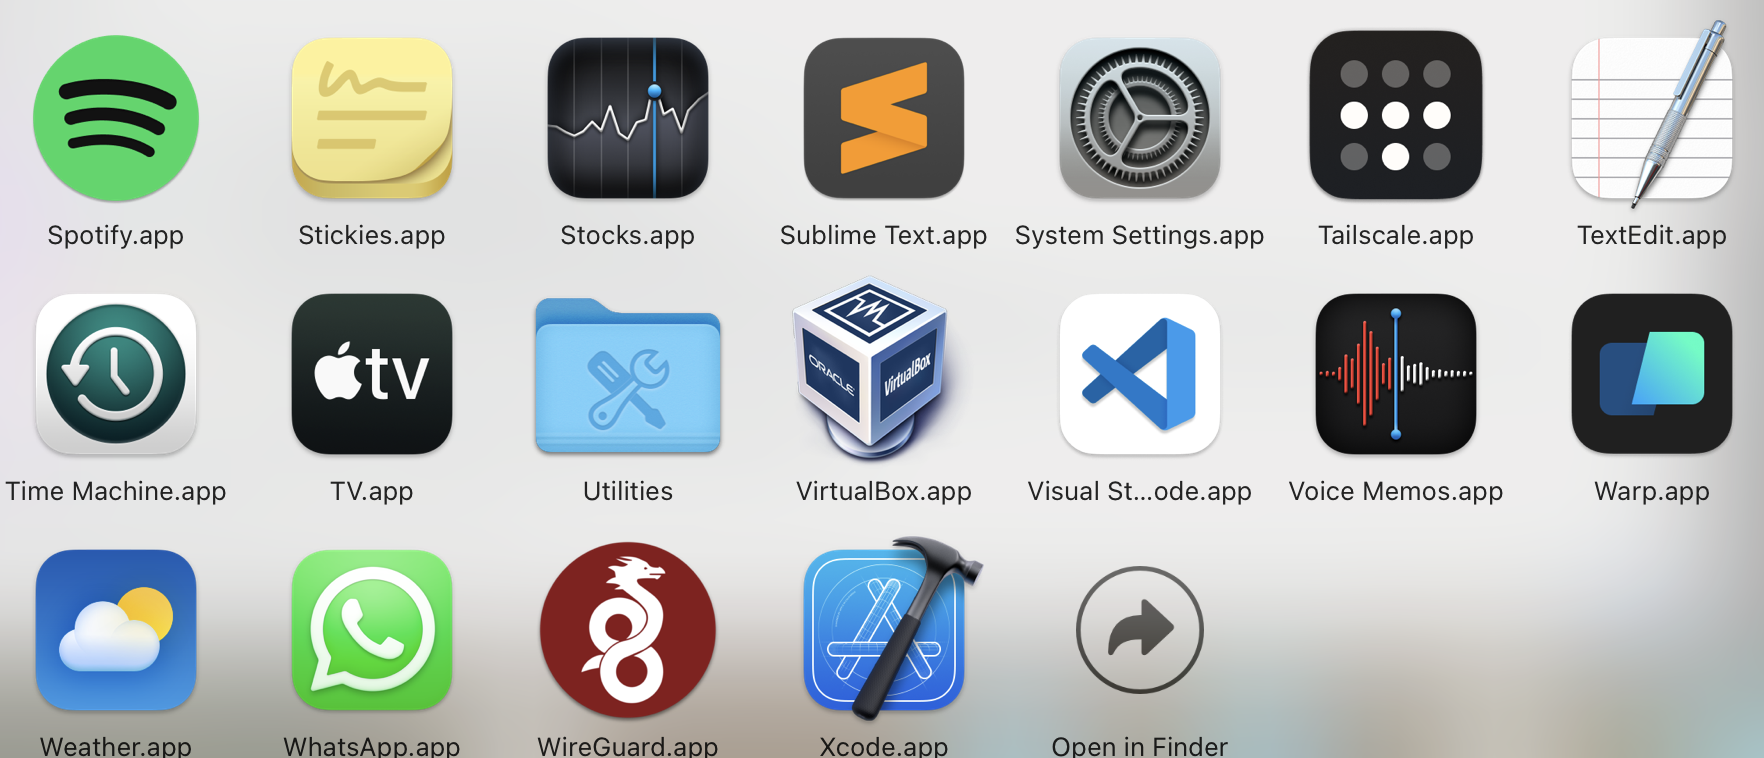 Spotify.app
Stickies.app
Stocks.app
Sublime Text.app
System Settings.app
Tailscale.app
TextEdit.app
tv
ORACLE
VirtualBox
Time Machine.app
TV.app
Utilities
VirtualBox.app
Visual St...ode.app
Voice Memos.app
Warp.app
Weather.app
WhatsApp.app
WireGuard.app
Xcode.app
Open in Finder